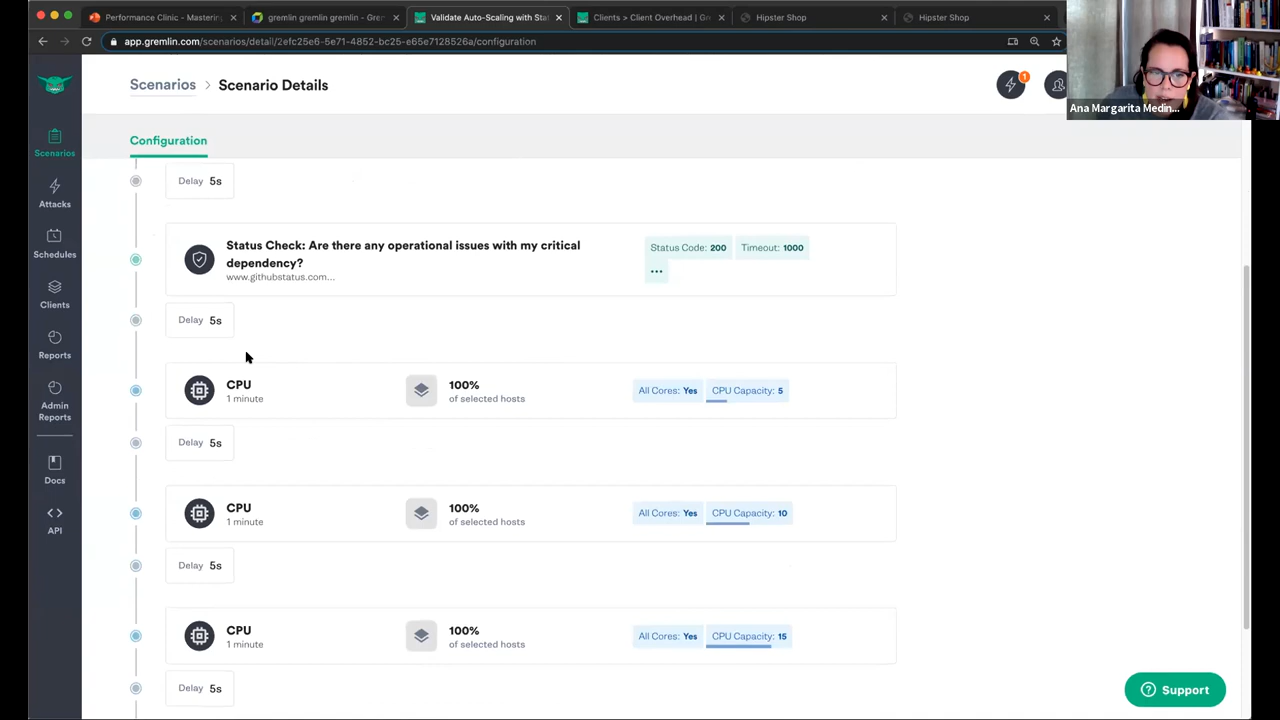 Performance Clinic - Masterin
gremlin gremlin gremlin - Gre
Validate Auto-Scaling with Sta
Clients > Client Overhead | Gr
Hipster Shop
Hipster Shop
app.gremlin.com/scenarios/detail/2efc25e6-5e71-4852-bc25-e65e7128526a/configuration
Scenarios > Scenario Details
1
Ana Margarita Medin...
Configuration
Scenarios
Attacks
Schedules
Clients
Reports
Admin
Reports
Docs
API
Delay 5s
Status Check: Are there any operational issues with my critical
dependency?
www.githubstatus.com...
Status Code: 200 Timeout: 1000
...
Delay 5s
CPU
1 minute
100%
of selected hosts
All Cores: Yes CPU Capacity: 5
Delay 5s
CPU
1 minute
100%
of selected hosts
All Cores: Yes CPU Capacity: 10
Delay 5s
CPU
1 minute
100%
of selected hosts
All Cores: Yes CPU Capacity: 15
Delay 5s
Support